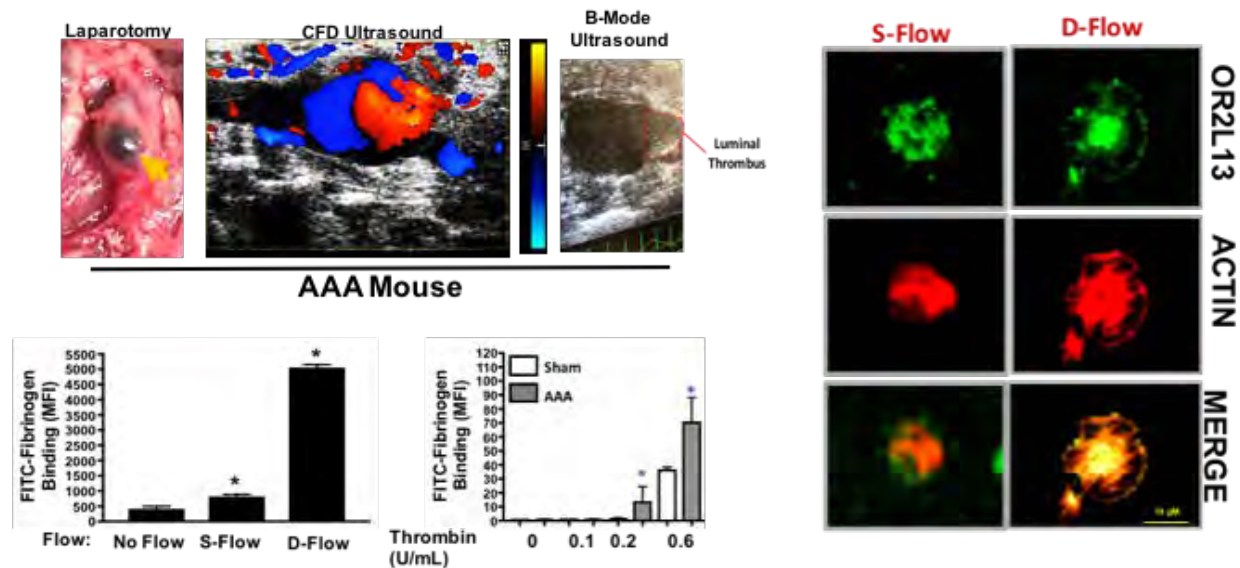 Laparotomy
CFD Ultrasound
B-Mode
Ultrasound
Luminal
Thrombus
AAA Mouse
FITC-Fibrinogen
Binding (MFI)
5500
5000
4500
4000
3500
3000
2500
2000
1500
1000
500
0
*
*
Flow: No Flow S-Flow D-Flow
FITC-Fibrinogen
Binding (MFI)
120
110
100
90
80
70
60
50
40
30
20
10
0
Sham
AAA
*
*
Thrombin
(U/mL)
0 0.1 0.2 0.6
S-Flow D-Flow
OR2L13
ACTIN
MERGE